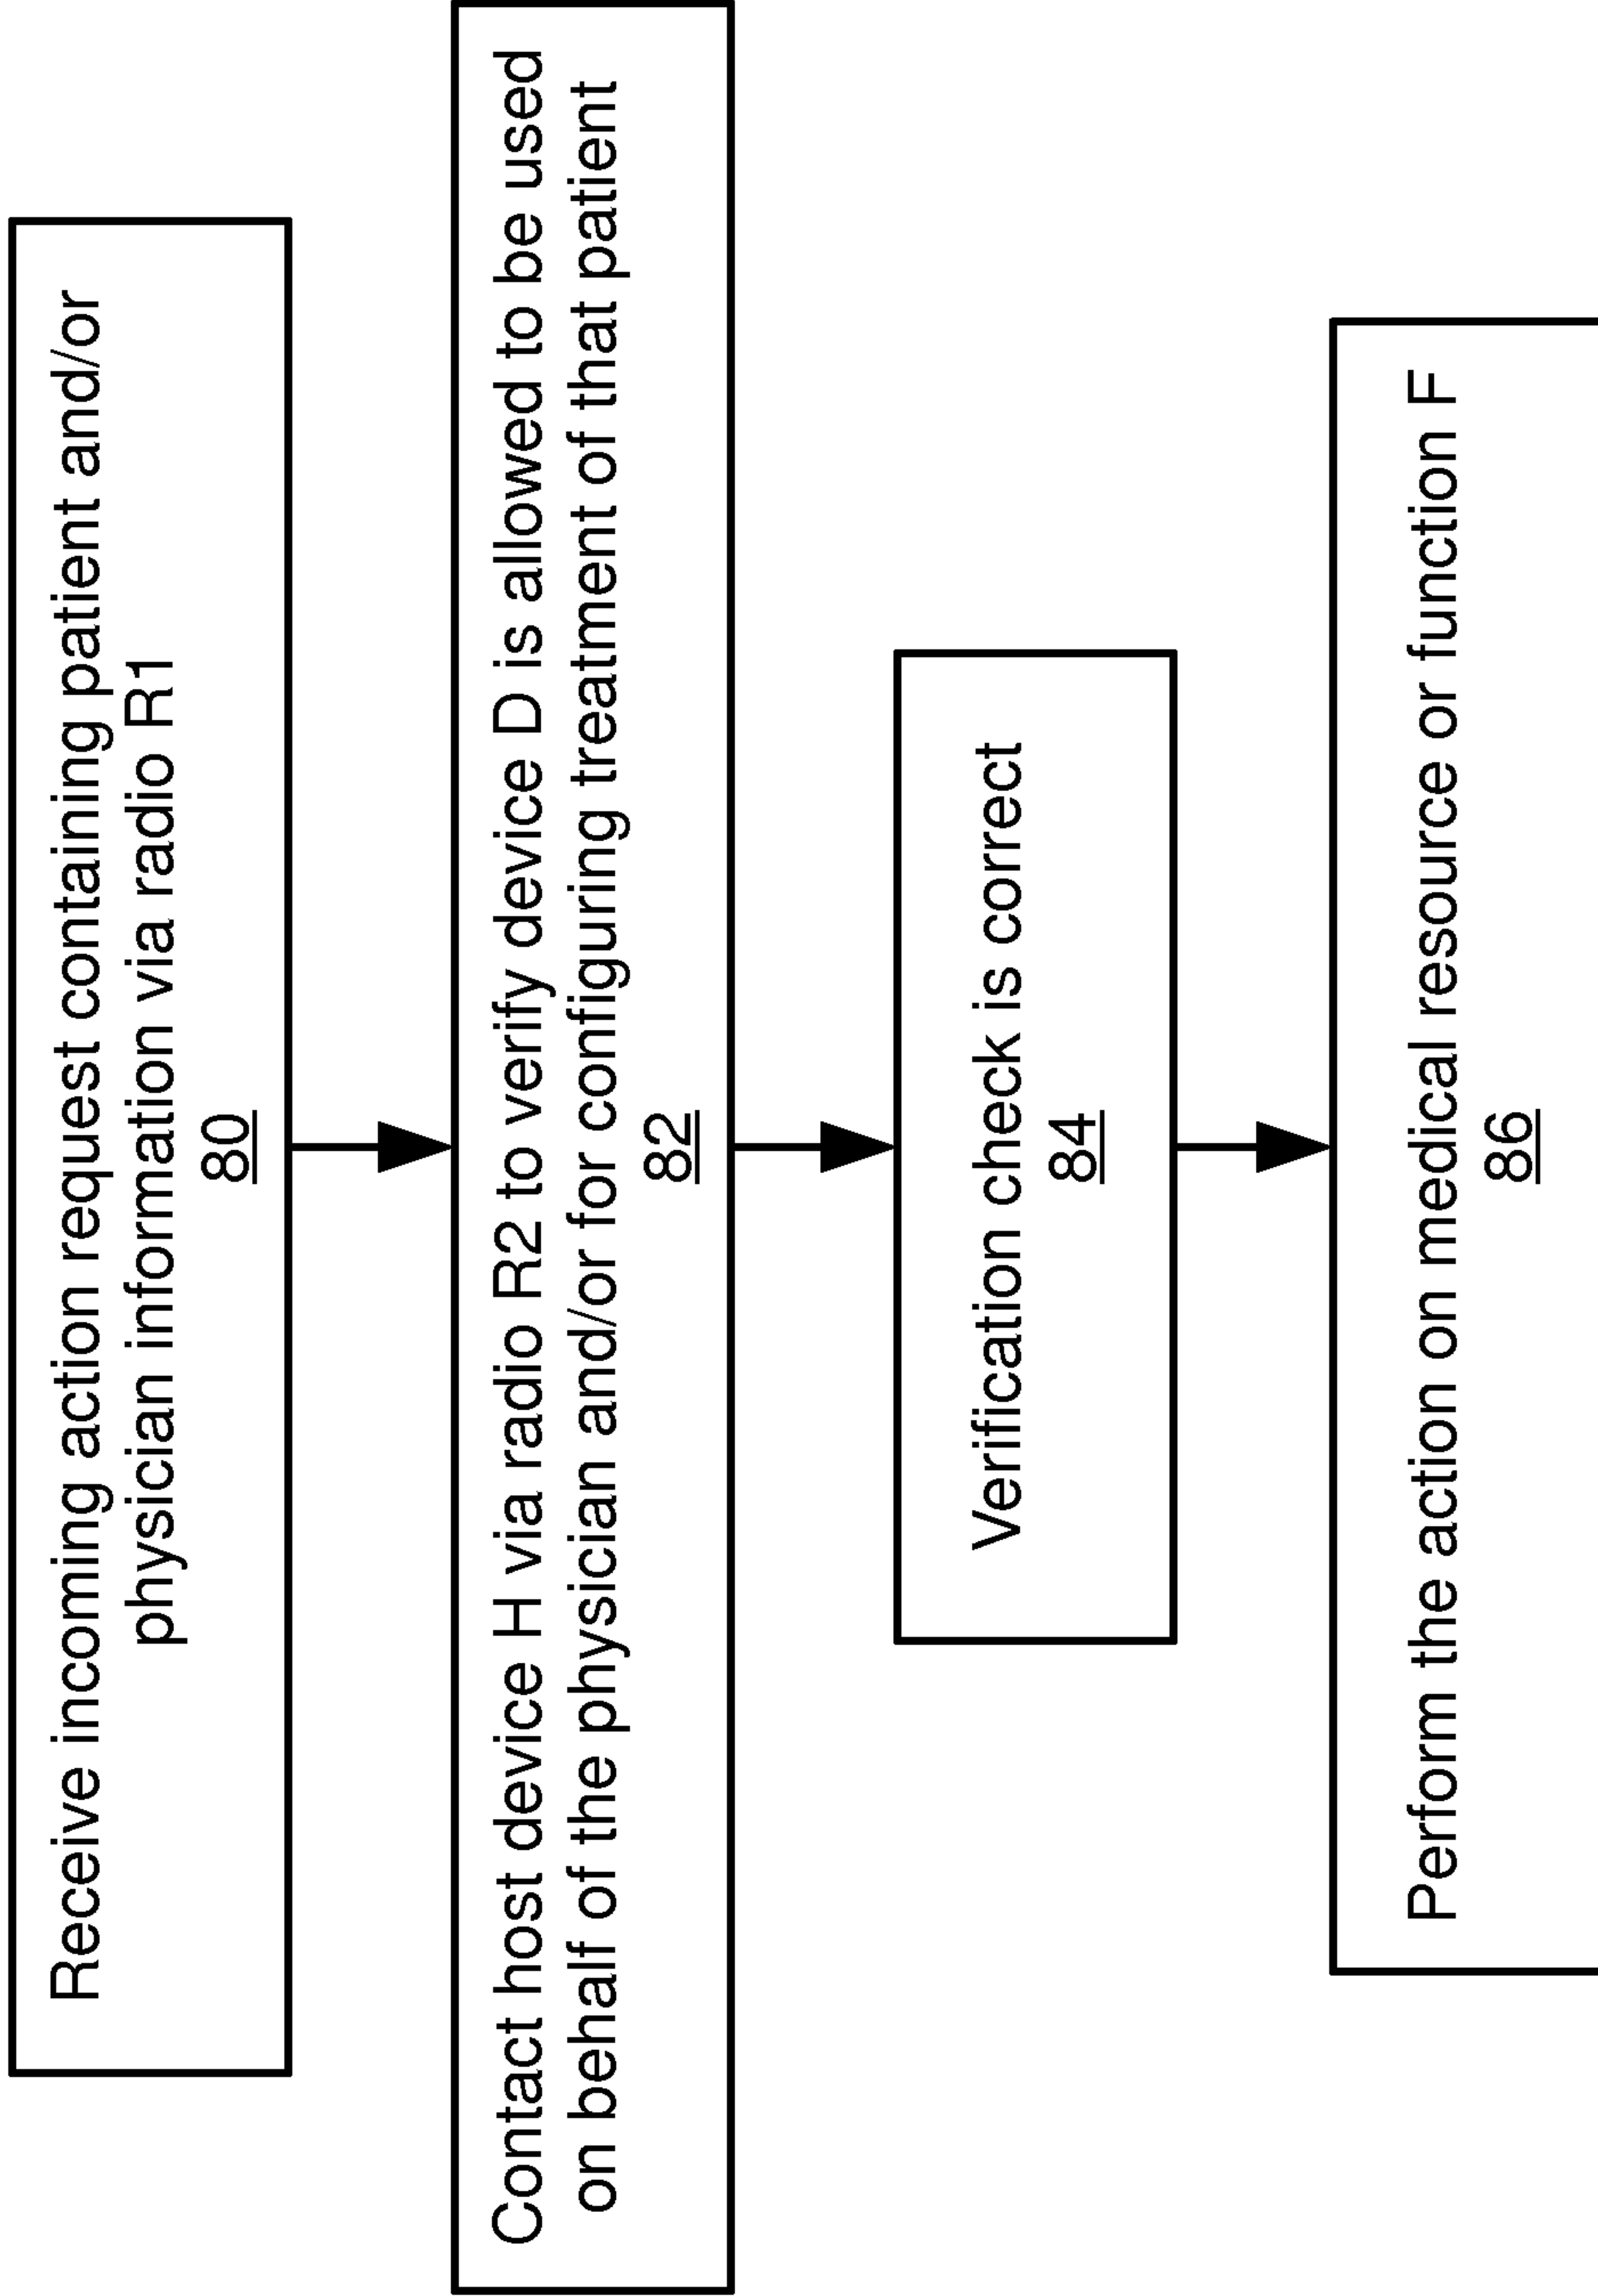 Receive incoming action request containing patient and/or
physician information via radio R1
80
Contact host device H via radio R2 to verify device D is allowed to be used
on behalf of the physician and/or for configuring treatment of that patient
82
Verification check is correct
84
Perform the action on medical resource or function F
86